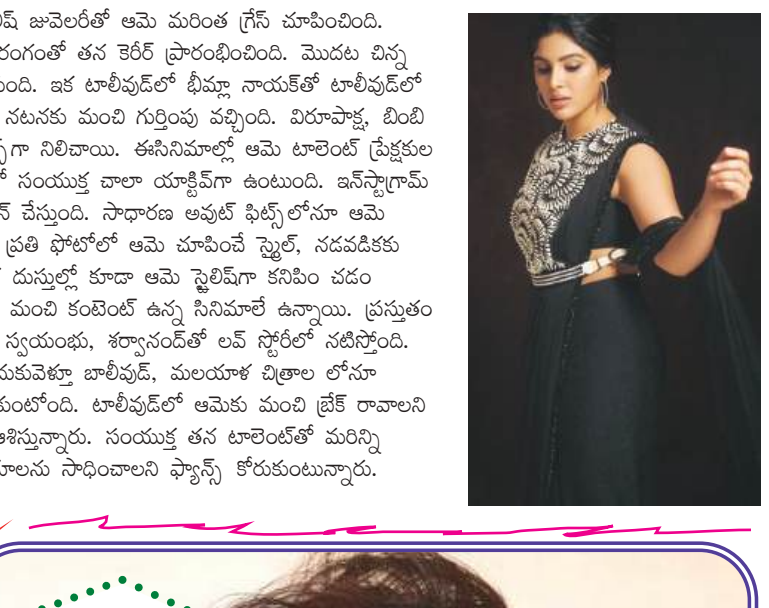 జువెలరీతో ఆమె మరింత గ్రేస్ చూపించింది.
తన కెరీర్ ప్రారంభించింది. మొదట చిన్న
ఇక టాలీవుడ్‌లో భీమ్లా నాయక్‌తో టాలీవుడ్‌లో
నటనకు మంచి గుర్తింపు వచ్చింది. విరూపాక్ష, బింబి
నిలిచాయి. ఈసినిమాల్లో ఆమె టాలెంట్ ప్రేక్షకుల
సంయుక్త చాలా యాక్టివ్‌గా ఉంటుంది. ఇన్‌స్టాగ్రామ్
చేస్తుంది. సాధారణ అవుట్ ఫిట్స్‌లోనూ ఆమె
ప్రతి ఫోటోలో ఆమె చూపించే స్మైల్, నడవడికకు
దుస్తుల్లో కూడా ఆమె స్టైలిష్‌గా కనిపిం చడం
మంచి కంటెంట్ ఉన్న సినిమాలే ఉన్నాయి. ప్రస్తుతం
స్వయంభు, శర్వానంద్‌తో లవ్ స్టోరీలో నటిస్తోంది.
బాలీవుడ్, మలయాళ చిత్రాల లోనూ
టాలీవుడ్‌లో ఆమెకు మంచి బ్రేక్ రావాలని
ఆశిస్తున్నారు. సంయుక్త తన టాలెంట్‌తో మరిన్ని
సాధించాలని ఫ్యాన్స్ కోరుకుంటున్నారు.